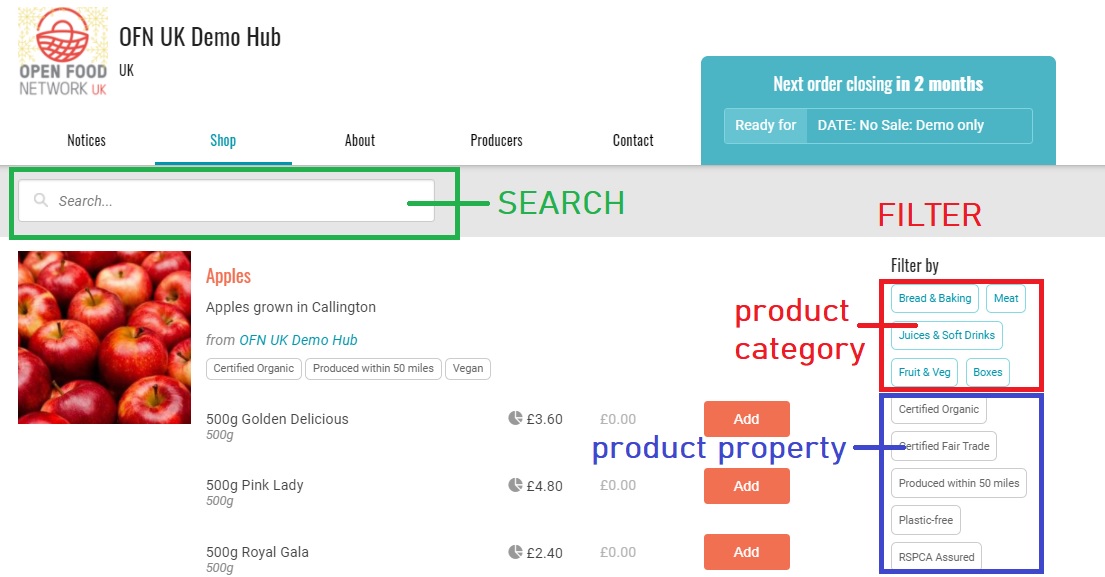 OPEN FOOD
NETWORK UK
OFN UK Demo Hub
UK
Next order closing in 2 months
Ready for DATE: No Sale: Demo only
Notices Shop About Producers Contact
Search...
SEARCH
FILTER
Apples
Apples grown in Callington
from OFN UK Demo Hub
Certified Organic Produced within 50 miles Vegan
500g Golden Delicious £3.60 £0.00 Add
500g
500g Pink Lady £4.80 £0.00 Add
500g
500g Royal Gala £2.40 £0.00 Add
500g
Filter by
product
category
Bread & Baking Meat
Juices & Soft Drinks
Fruit & Veg Boxes
product property
Certified Organic
Certified Fair Trade
Produced within 50 miles
Plastic-free
RSPCA Assured